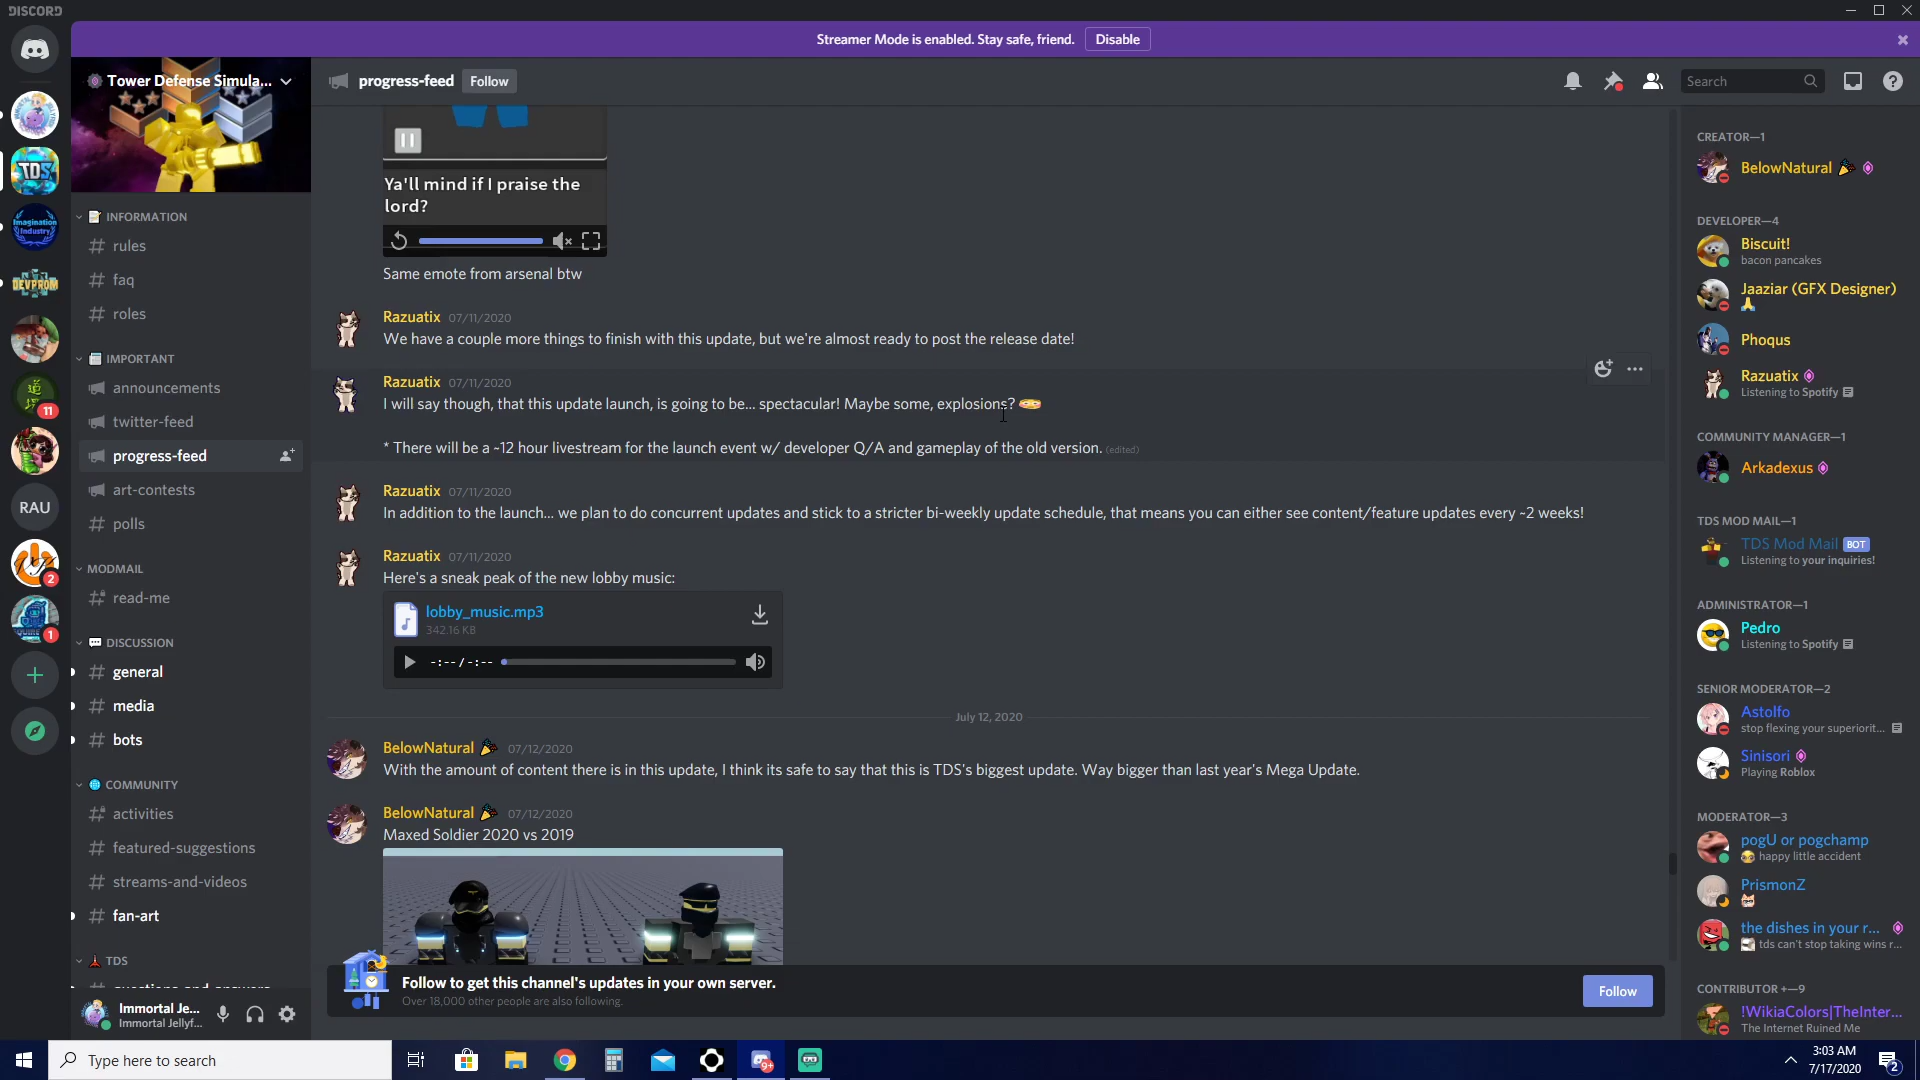 DISCORD
Streamer Mode is enabled. Stay safe, friend.
Disable
Tower Defense Simula...
progress-feed
Follow
Search
TDS
Imagination
Industry
DEVPROM
11
RAU
2
1
INFORMATION
rules
faq
roles
IMPORTANT
announcements
twitter-feed
progress-feed
art-contests
polls
MODMAIL
read-me
DISCUSSION
general
media
bots
COMMUNITY
activities
featured-suggestions
streams-and-videos
fan-art
TDS
questions-and-answers
Immortal Je...
Immortal Jellyf...
Ya'll mind if I praise the
lord?
Same emote from arsenal btw
Razuatix 07/11/2020
We have a couple more things to finish with this update, but we're almost ready to post the release date!
Razuatix 07/11/2020
I will say though, that this update launch, is going to be... spectacular! Maybe some, explosions?
* There will be a ~12 hour livestream for the launch event w/ developer Q/A and gameplay of the old version. (edited)
Razuatix 07/11/2020
In addition to the launch... we plan to do concurrent updates and stick to a stricter bi-weekly update schedule, that means you can either see content/feature updates every ~2 weeks!
Razuatix 07/11/2020
Here's a sneak peak of the new lobby music:
lobby_music.mp3
342.16 KB
-:-- / -:--
July 12, 2020
BelowNatural 07/12/2020
With the amount of content there is in this update, I think its safe to say that this is TDS's biggest update. Way bigger than last year's Mega Update.
BelowNatural 07/12/2020
Maxed Soldier 2020 vs 2019
Follow to get this channel's updates in your own server.
Over 18,000 other people are also following.
Follow
CREATOR—1
BelowNatural
DEVELOPER—4
Biscuit!
bacon pancakes
Jaaziar (GFX Designer)
Phoqus
Razuatix
Listening to Spotify
COMMUNITY MANAGER—1
Arkadexus
TDS MOD MAIL—1
TDS Mod Mail BOT
Listening to your inquiries!
ADMINISTRATOR—1
Pedro
Listening to Spotify
SENIOR MODERATOR—2
Astolfo
stop flexing your superiorit...
Sinisori
Playing Roblox
MODERATOR—3
pogU or pogchamp
happy little accident
PrismonZ
the dishes in your r...
tds can't stop taking wins r...
CONTRIBUTOR +—9
!WikiaColors|TheInter...
The Internet Ruined Me
Type here to search
9+
3:03 AM
7/17/2020
2